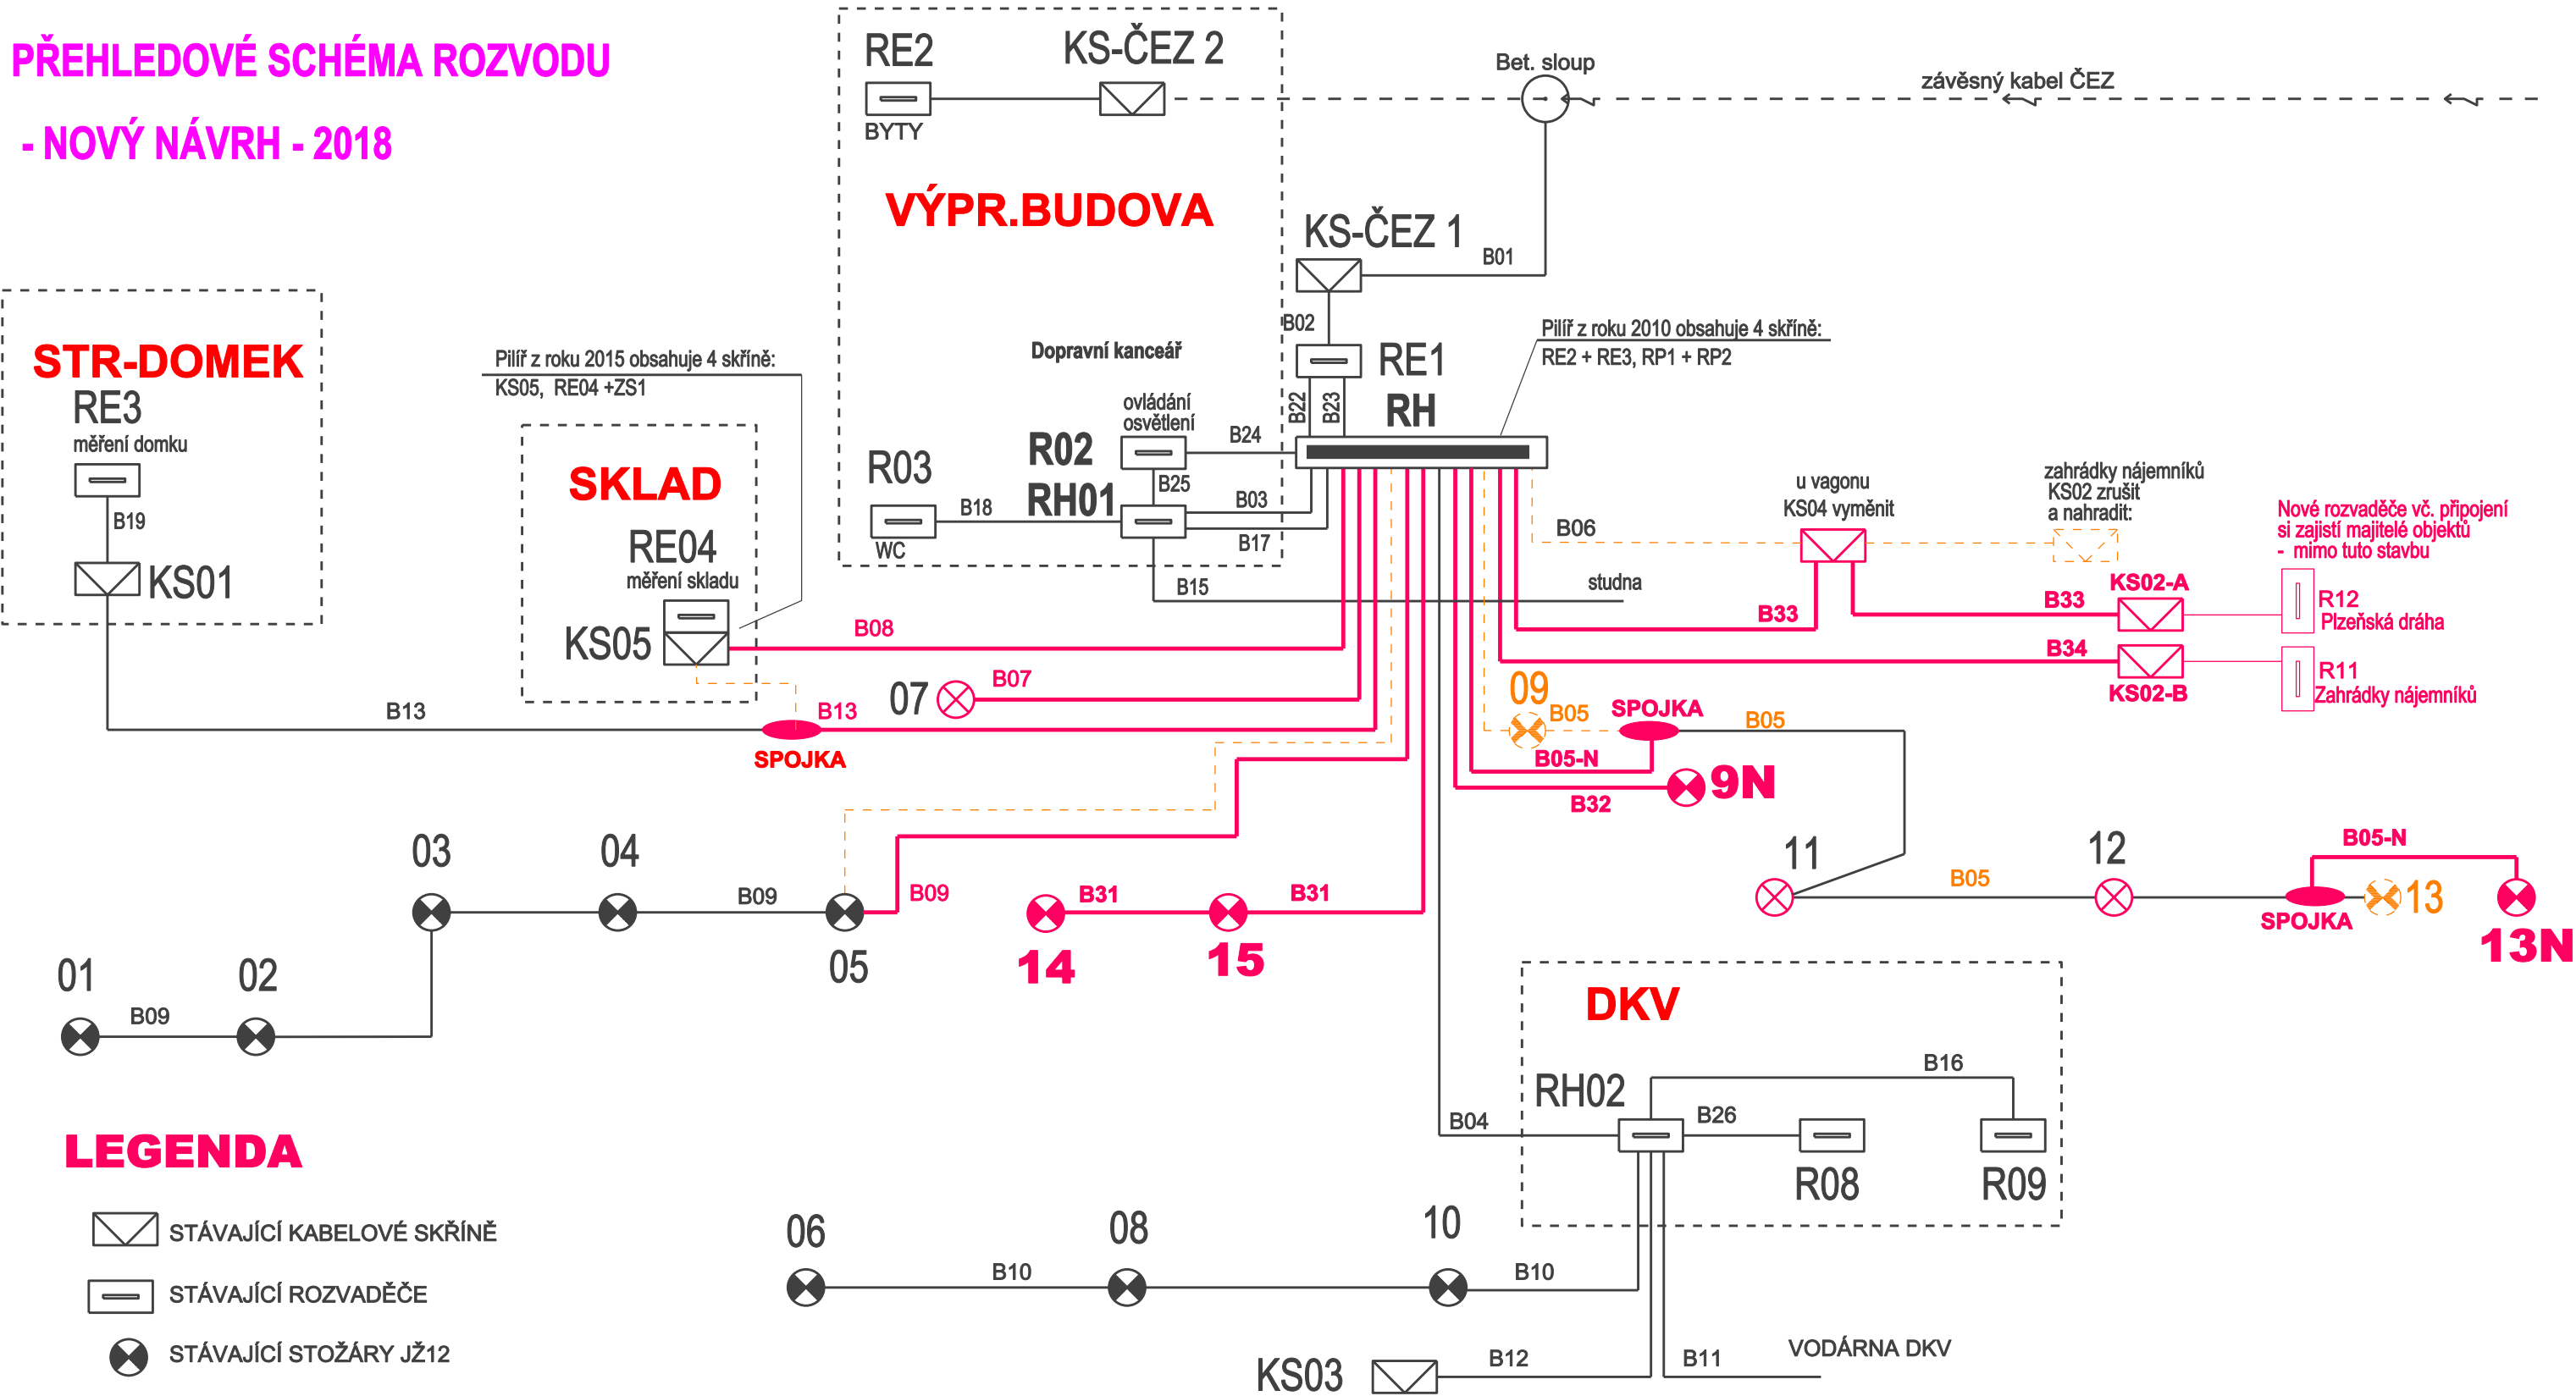 PŘEHLEDOVÉ SCHÉMA ROZVODU
- NOVÝ NÁVRH - 2018
RE2
KS-ČEZ 2
BYTY
Bet. sloup
závěsný kabel ČEZ
VÝPR.BUDOVA
KS-ČEZ 1
B01
B02
RE1
RH
B22
B23
Pilíř z roku 2010 obsahuje 4 skříně:
RE2 + RE3, RP1 + RP2
Dopravní kanceář
ovládání
osvětlení
R02
B24
B25
R03
RH01
B18
B03
B17
WC
B15
studna
STR-DOMEK
RE3
měření domku
B19
KS01
Pilíř z roku 2015 obsahuje 4 skříně:
KS05, RE04 +ZS1
SKLAD
RE04
měření skladu
KS05
B08
07
B07
B13
B13
SPOJKA
B06
u vagonu
KS04 vyměnit
zahrádky nájemníků
KS02 zrušit
a nahradit:
Nové rozvaděče vč. připojení
si zajistí majitelé objektů
- mimo tuto stavbu
B33
B33
KS02-A
R12
Plzeňská dráha
B34
KS02-B
R11
Zahrádky nájemníků
09
B05
SPOJKA
B05
B05-N
9N
B32
03
04
B09
05
B09
01
B09
02
14
B31
15
B31
11
B05
12
B05-N
SPOJKA
13
13N
DKV
RH02
B16
B04
B26
R08
R09
06
B10
08
10
B10
KS03
B12
B11
VODÁRNA DKV
LEGENDA
STÁVAJÍCÍ KABELOVÉ SKŘÍNĚ
STÁVAJÍCÍ ROZVADĚČE
STÁVAJÍCÍ STOŽÁRY JŽ12